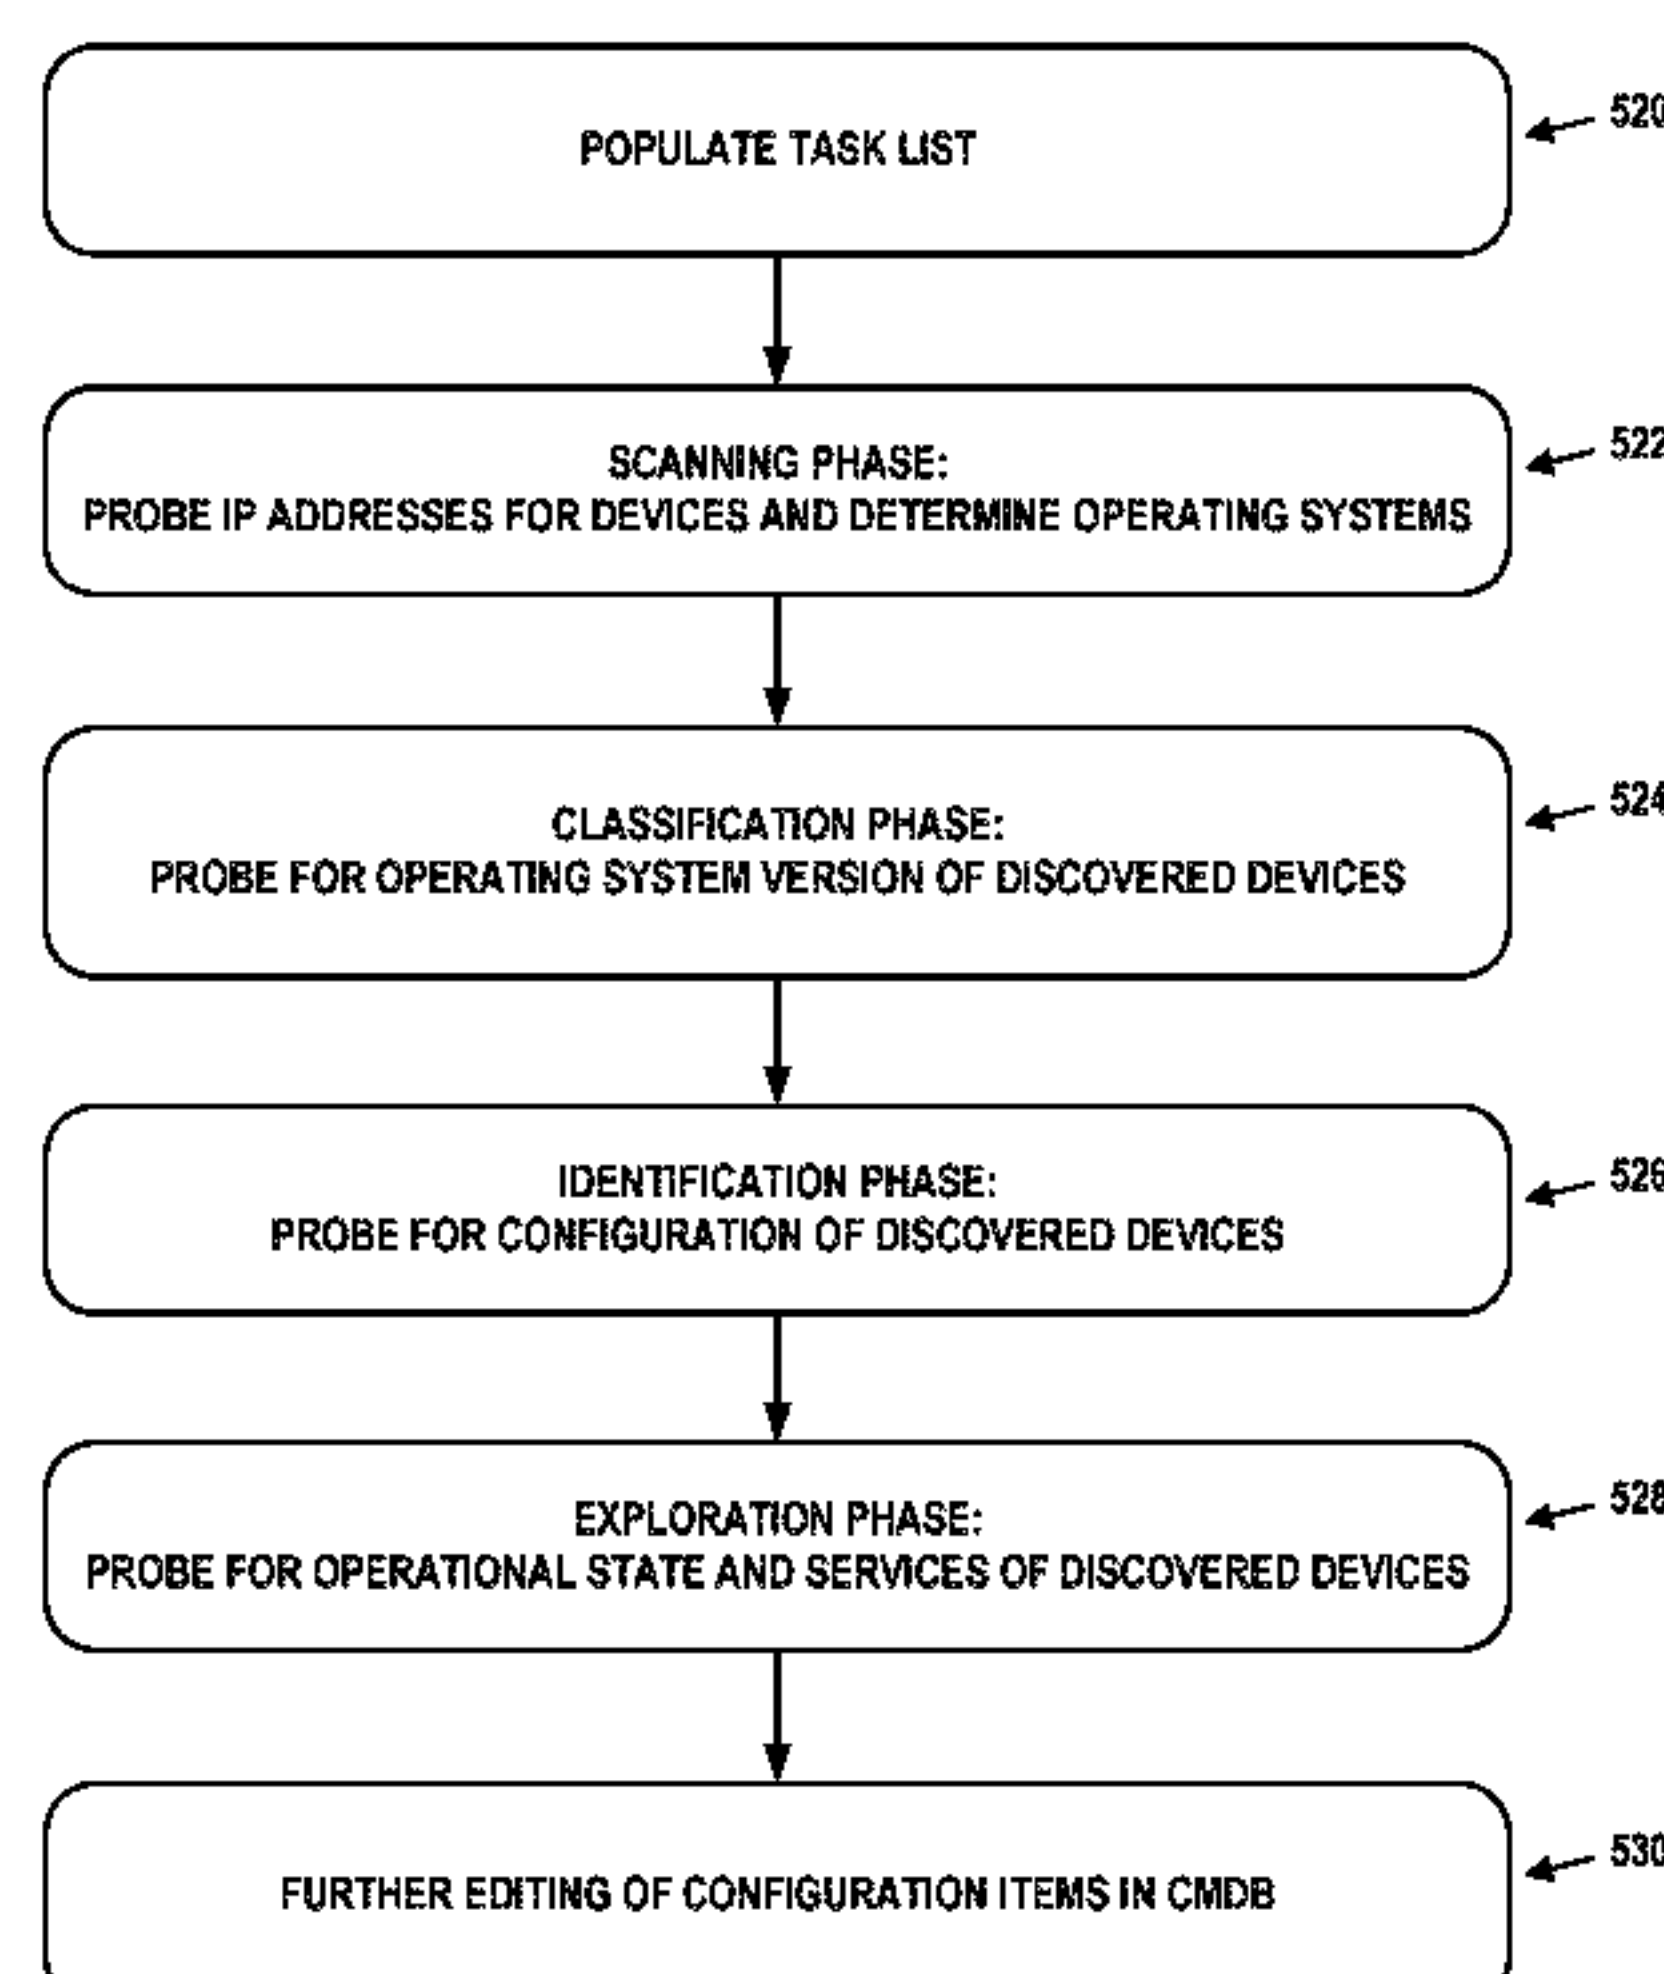 POPULATE TASK LIST
520
SCANNING PHASE:
PROBE IP ADDRESSES FOR DEVICES AND DETERMINE OPERATING SYSTEMS
522
CLASSIFICATION PHASE:
PROBE FOR OPERATING SYSTEM VERSION OF DISCOVERED DEVICES
524
IDENTIFICATION PHASE:
PROBE FOR CONFIGURATION OF DISCOVERED DEVICES
526
EXPLORATION PHASE:
PROBE FOR OPERATIONAL STATE AND SERVICES OF DISCOVERED DEVICES
528
FURTHER EDITING OF CONFIGURATION ITEMS IN CMDB
530